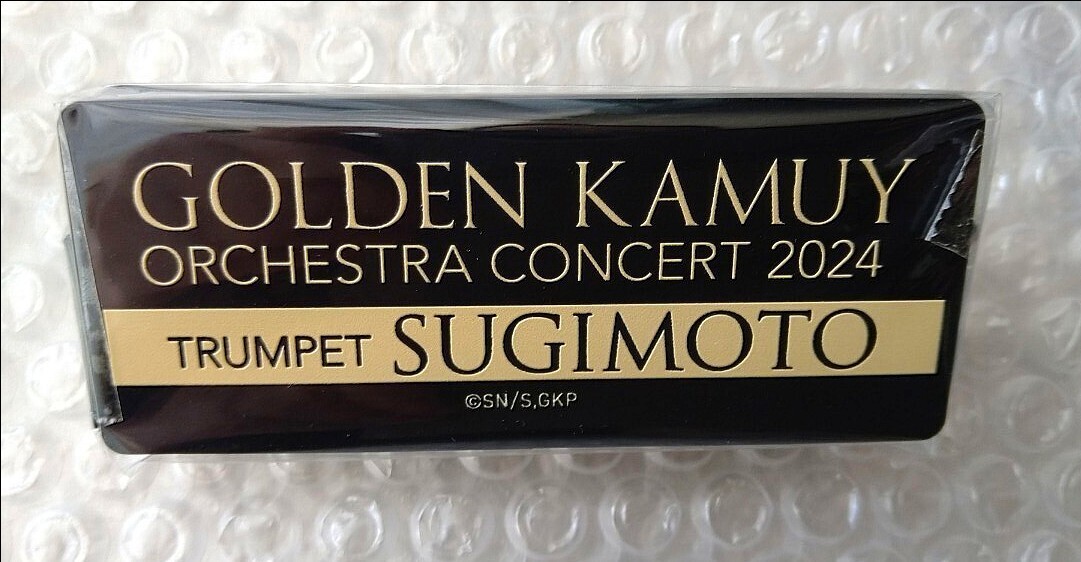 GOLDEN KAMUY
ORCHESTRA CONCERT 2024
TRUMPET SUGIMOTO
©SN/S,GKP